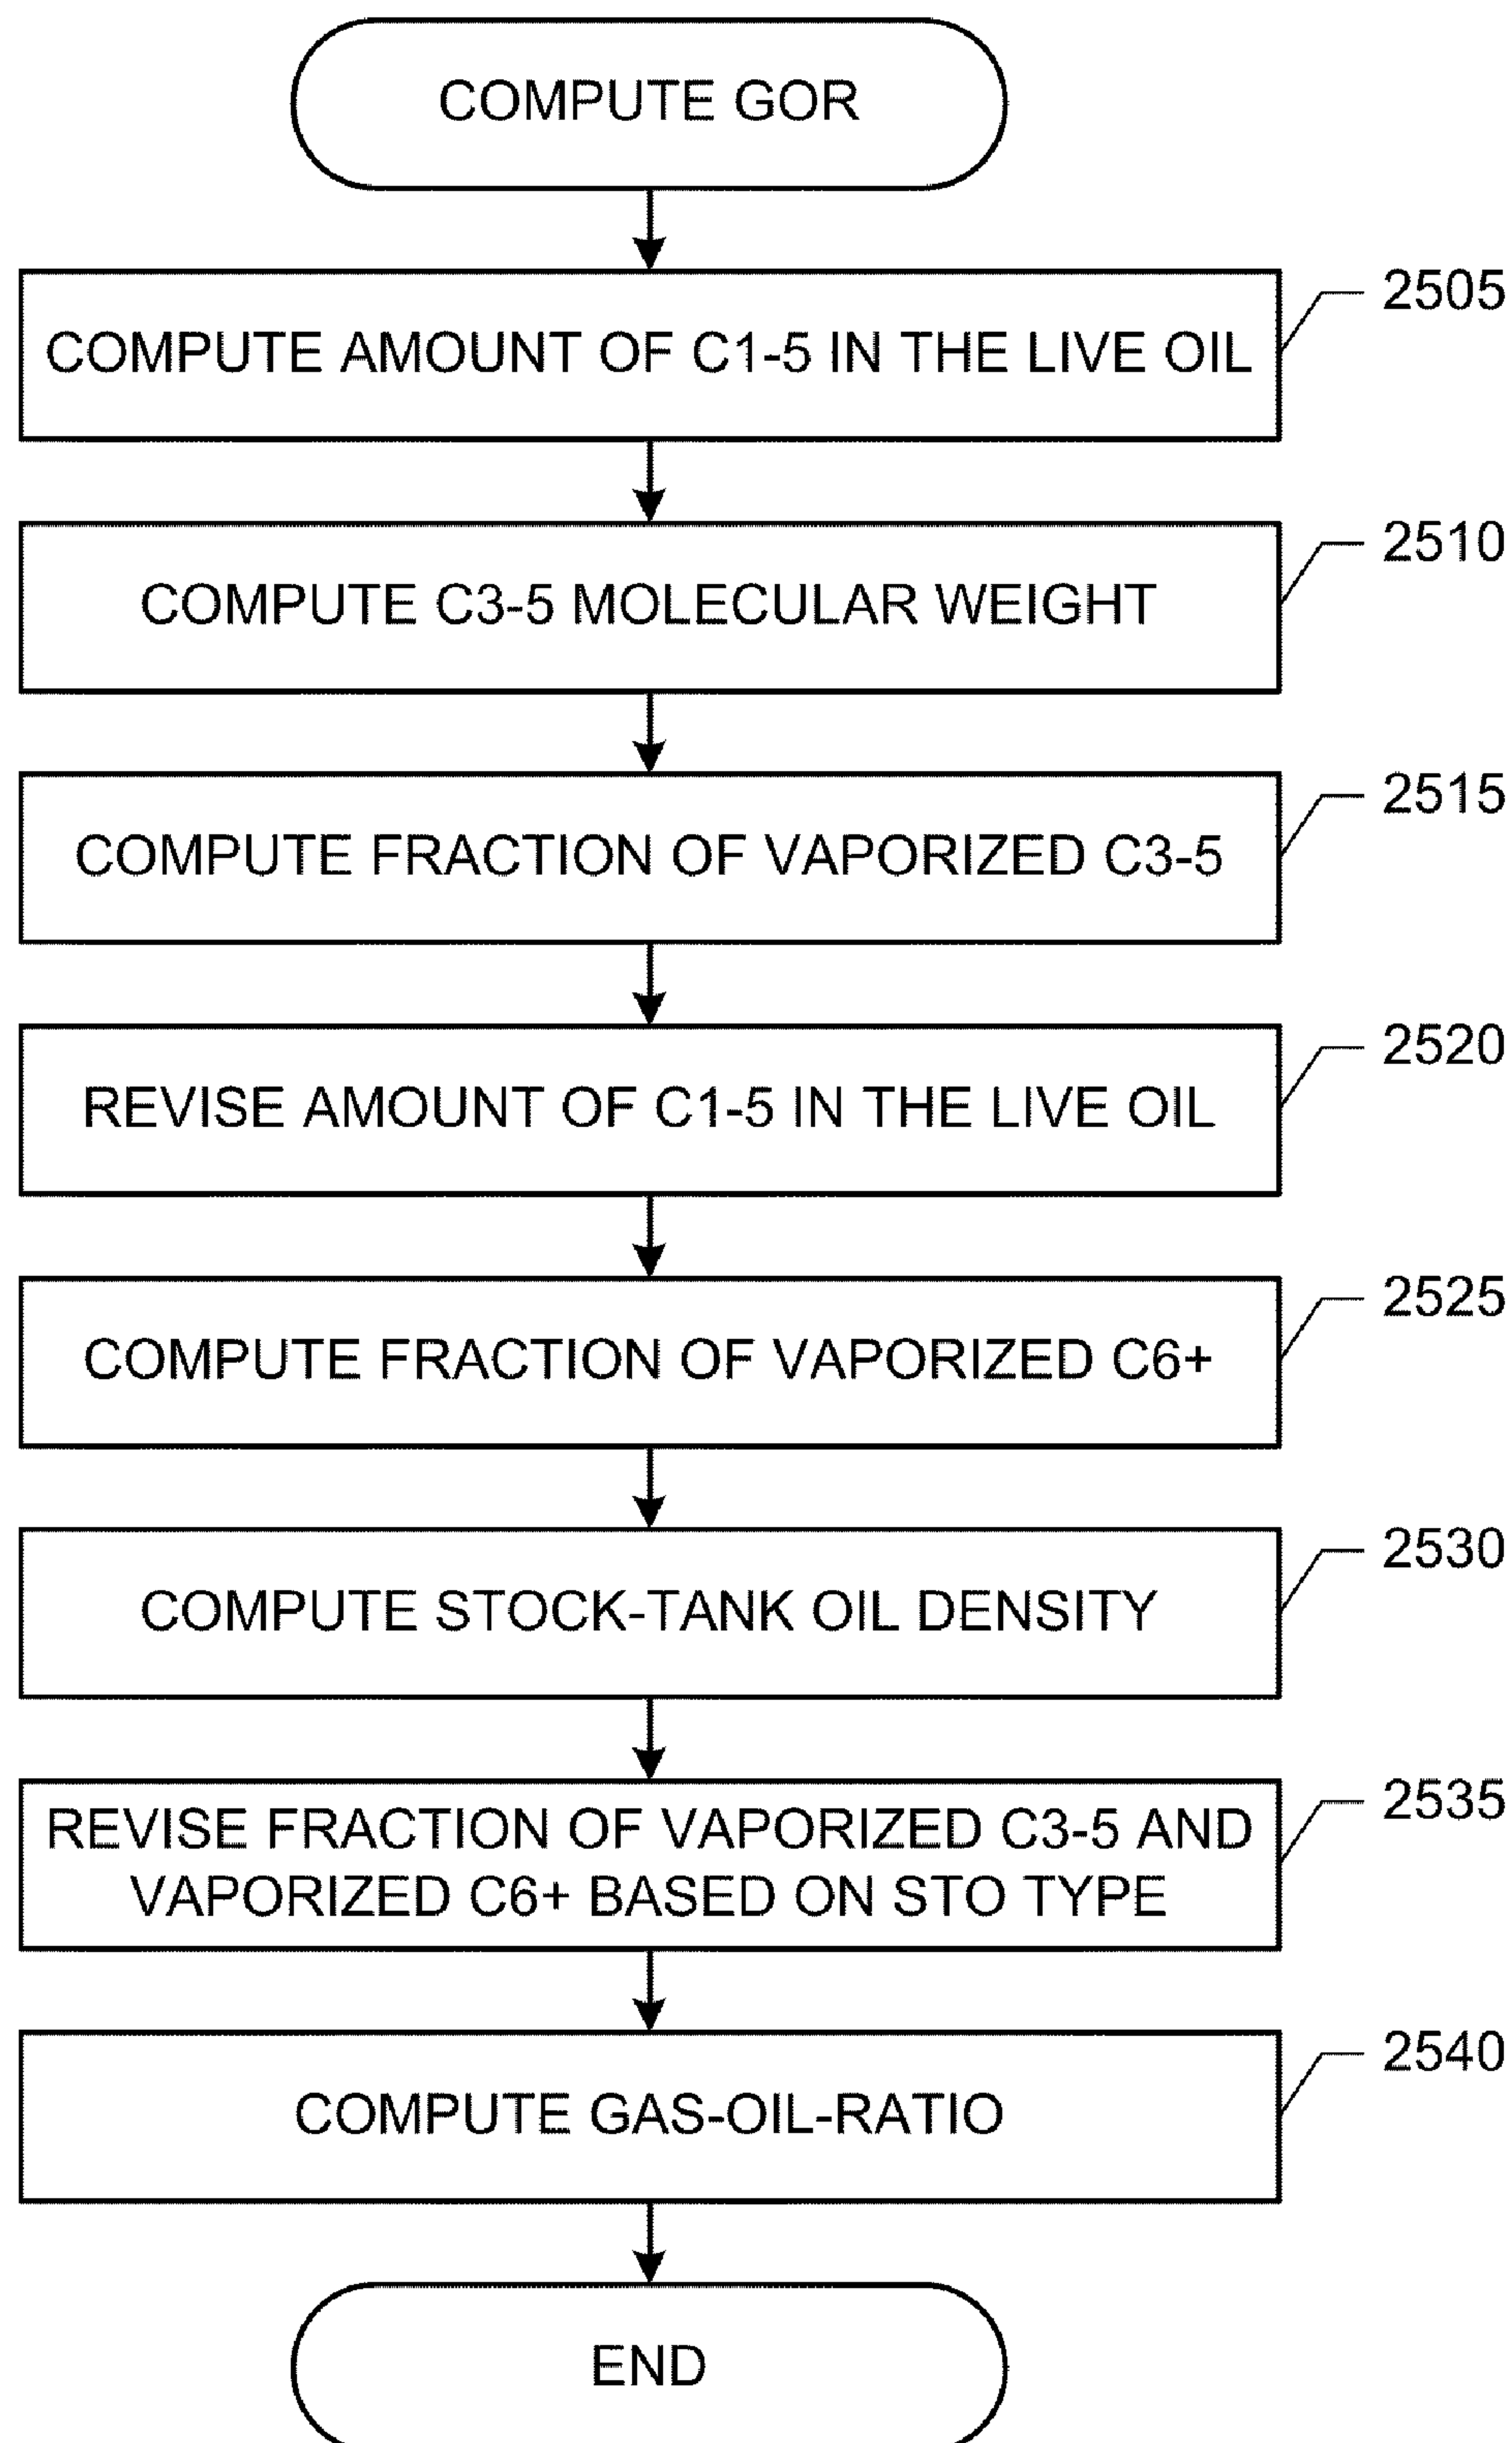 COMPUTE GOR
2505
COMPUTE AMOUNT OF C1-5 IN THE LIVE OIL
2510
COMPUTE C3-5 MOLECULAR WEIGHT
2515
COMPUTE FRACTION OF VAPORIZED C3-5
2520
REVISE AMOUNT OF C1-5 IN THE LIVE OIL
2525
COMPUTE FRACTION OF VAPORIZED C6+
2530
COMPUTE STOCK-TANK OIL DENSITY
2535
REVISE FRACTION OF VAPORIZED C3-5 AND
VAPORIZED C6+ BASED ON STO TYPE
2540
COMPUTE GAS-OIL-RATIO
END